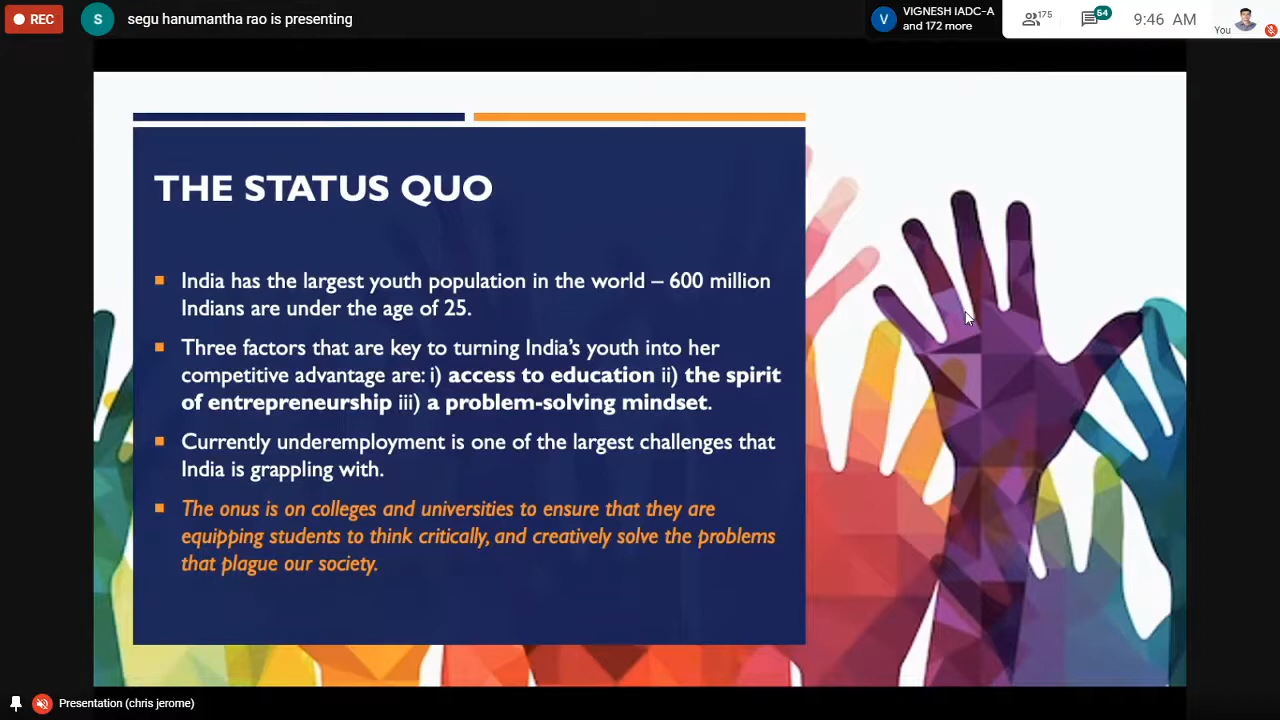 REC
S
segu hanumantha rao is presenting
V
VIGNESH IADC-A
and 172 more
175
64
9:46 AM
You
THE STATUS QUO
India has the largest youth population in the world – 600 million
Indians are under the age of 25.
Three factors that are key to turning India's youth into her
competitive advantage are: i) access to education ii) the spirit
of entrepreneurship iii) a problem-solving mindset.
Currently underemployment is one of the largest challenges that
India is grappling with.
The onus is on colleges and universities to ensure that they are
equipping students to think critically, and creatively solve the problems
that plague our society.
Presentation (chris jerome)